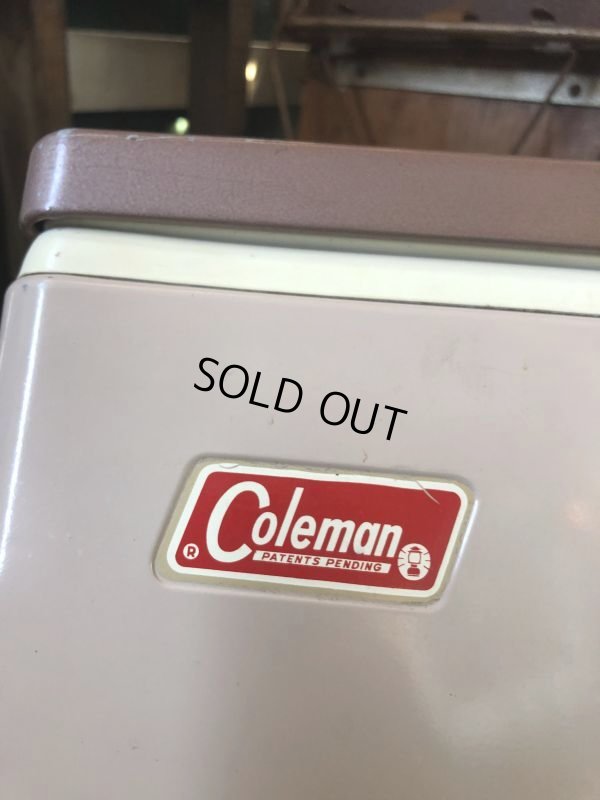 SOLD OUT
Coleman
PATENTS PENDING
®